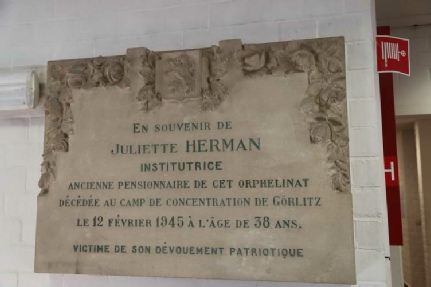 EN SOUVENIR DE
JULIETTE HERMAN
INSTITUTRICE
ANCIENNE PENSIONNAIRE DE CET ORPHELINAT
DÉCÉDÉE AU CAMP DE CONCENTRATION DE GÖRLITZ
LE 12 FÉVRIER 1945 À L'ÂGE DE 38 ANS.
VICTIME DE SON DÉVOUEMENT PATRIOTIQUE
H